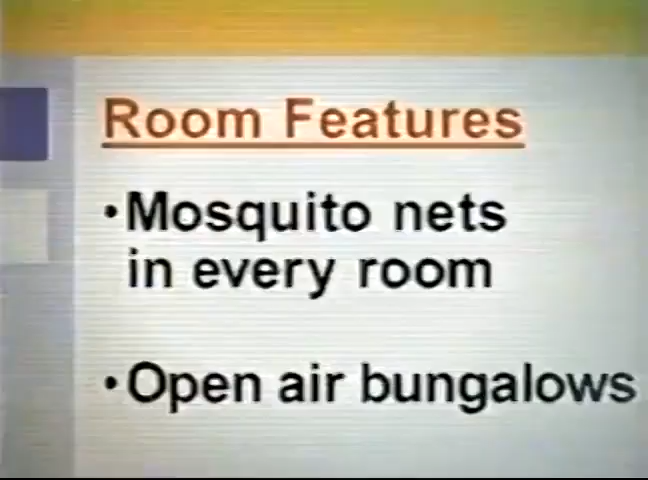 Room Features
•Mosquito nets
in every room
•Open air bungalows